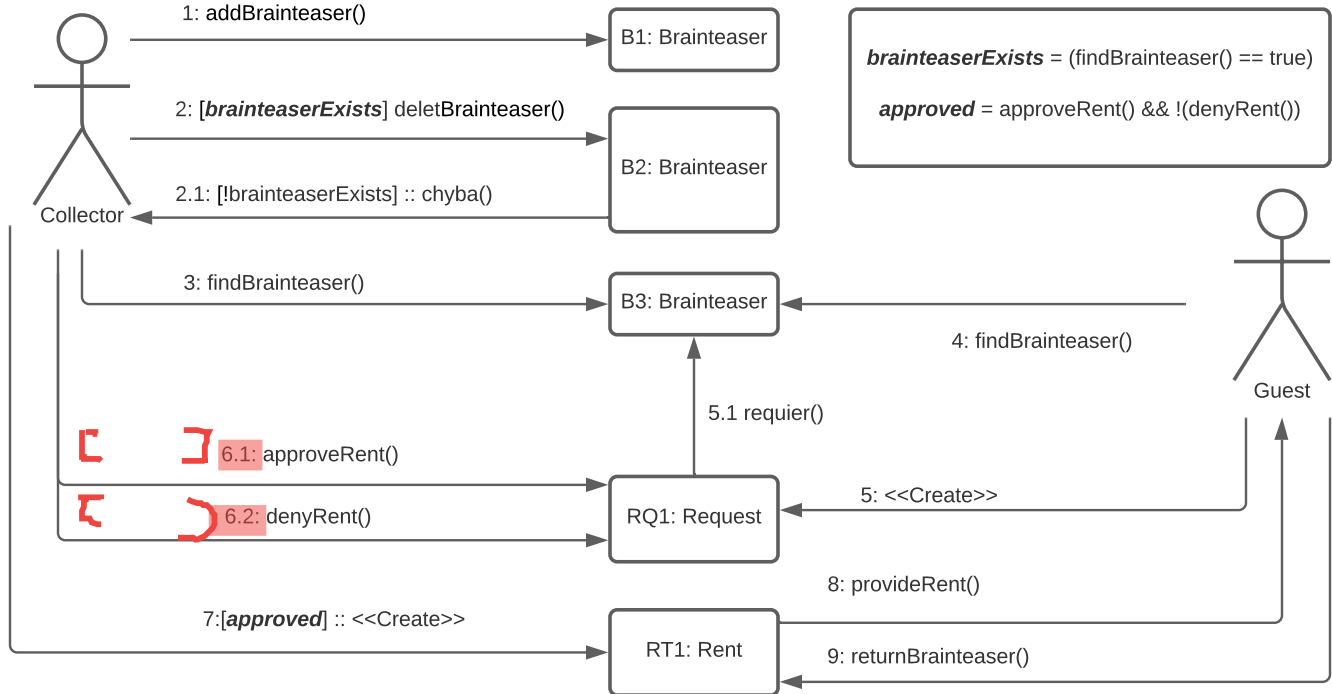 1: addBrainteaser()
B1: Brainteaser
brainteaserExists = (findBrainteaser() == true)
approved = approveRent() && !(denyRent())
2: [brainteaserExists] deletBrainteaser()
B2: Brainteaser
2.1: [!brainteaserExists] :: chyba()
Collector
3: findBrainteaser()
B3: Brainteaser
4: findBrainteaser()
Guest
5.1 requier()
6.1: approveRent()
5: <<Create>>
6.2: denyRent()
RQ1: Request
8: provideRent()
7:[approved] :: <<Create>>
RT1: Rent
9: returnBrainteaser()